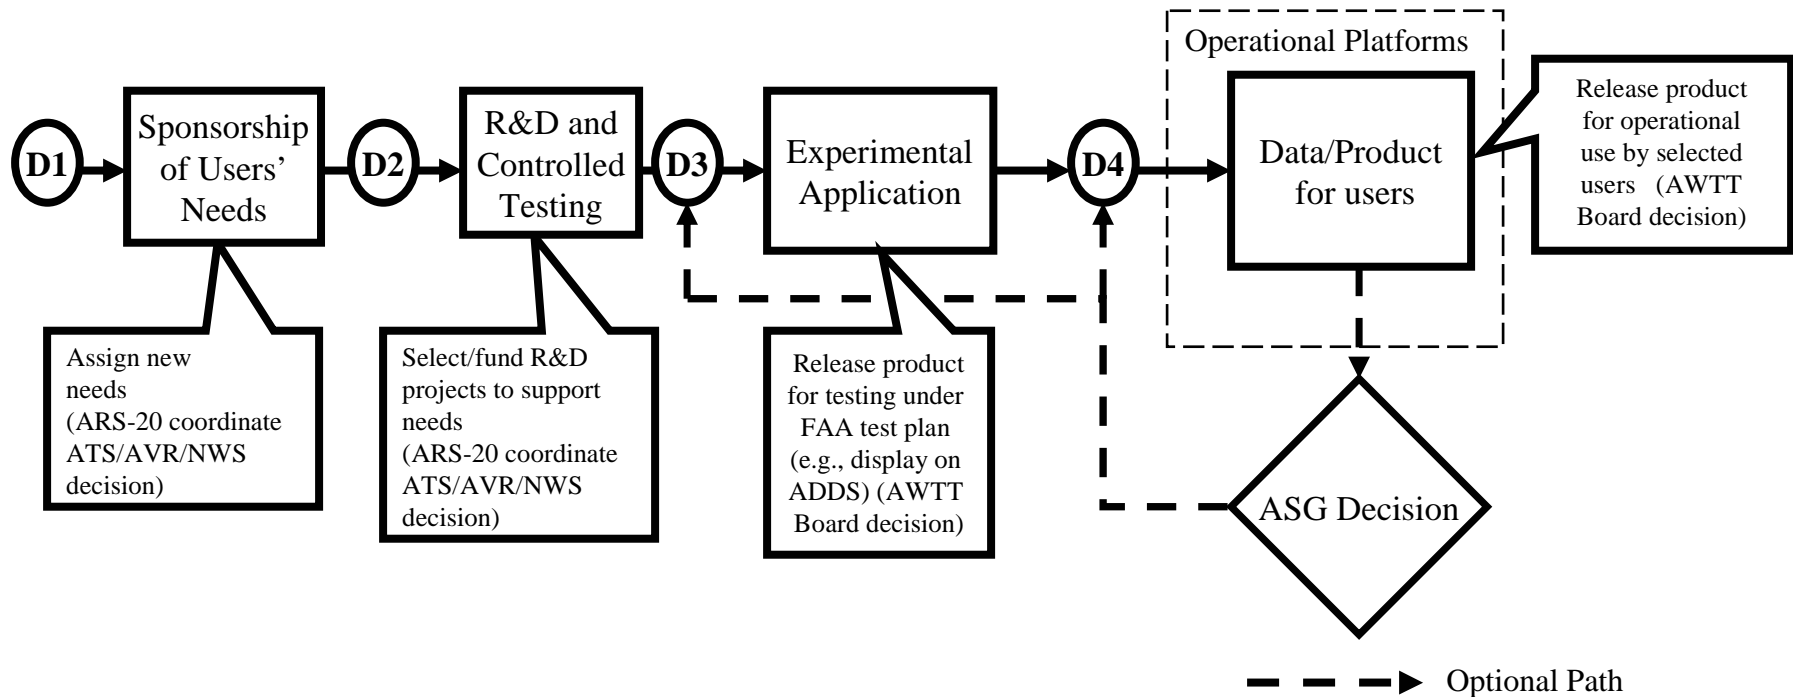 Operational Platforms
D1
Sponsorship
of Users’
Needs
D2
R&D and
Controlled
Testing
D3
Experimental
Application
D4
Data/Product
for users
Release product
for operational
use by selected
users (AWTT
Board decision)
Assign new
needs
(ARS-20 coordinate
ATS/AVR/NWS
decision)
Select/fund R&D
projects to support
needs
(ARS-20 coordinate
ATS/AVR/NWS
decision)
Release product
for testing under
FAA test plan
(e.g., display on
ADDS) (AWTT
Board decision)
ASG Decision
Optional Path